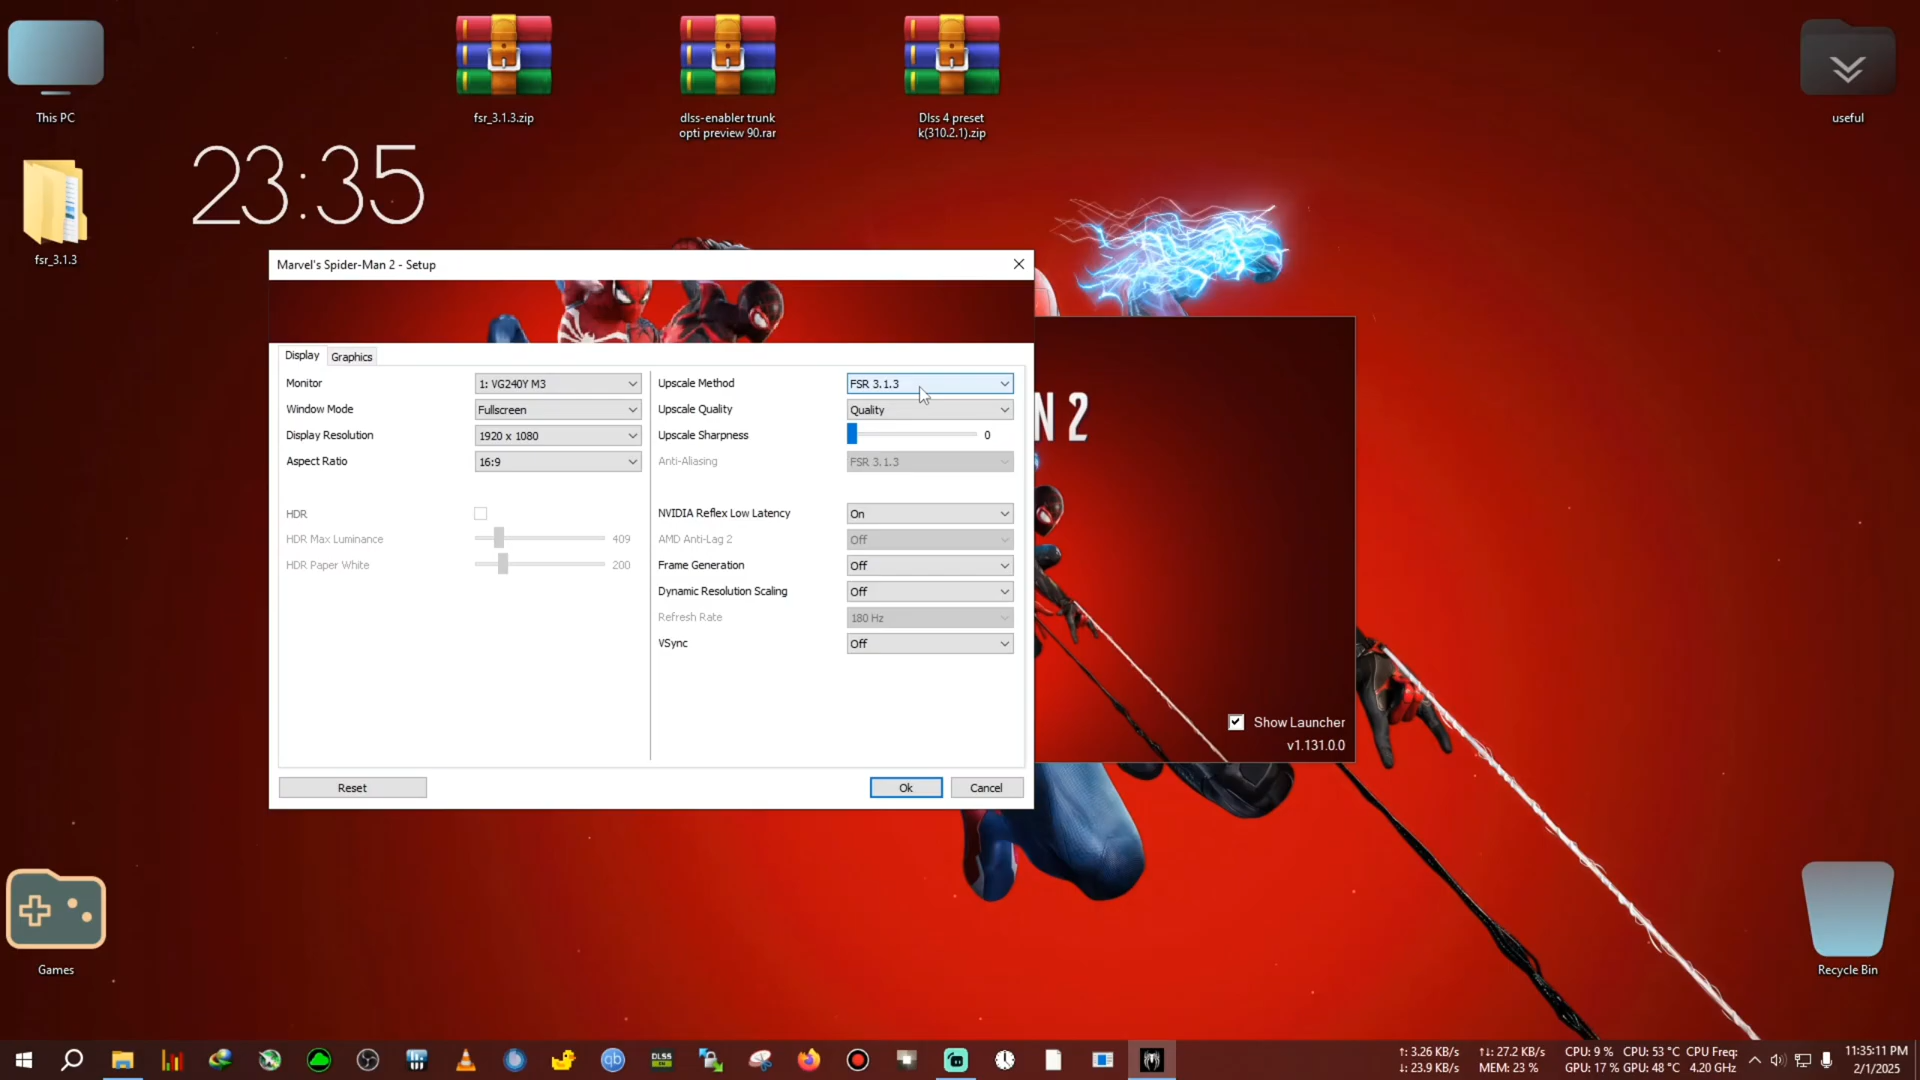 This PC
fsr_3.1.3.zip
dlss-enabler trunk
opti preview 90.rar
Dlss 4 preset
k(310.2.1).zip
useful
23:35
fsr_3.1.3
Marvel's Spider-Man 2 - Setup
Display
Graphics
Monitor
1: VG240Y M3
Window Mode
Fullscreen
Display Resolution
1920 x 1080
Aspect Ratio
16:9
HDR
HDR Max Luminance
409
HDR Paper White
200
Upscale Method
FSR 3.1.3
Upscale Quality
Quality
Upscale Sharpness
0
Anti-Aliasing
FSR 3.1.3
NVIDIA Reflex Low Latency
On
AMD Anti-Lag 2
Off
Frame Generation
Off
Dynamic Resolution Scaling
Off
Refresh Rate
180 Hz
VSync
Off
Reset
Ok
Cancel
N 2
Show Launcher
v1.131.0.0
Games
Recycle Bin
qb
DLSS
↑: 3.26 KB/s
↓: 23.9 KB/s
↑↓: 27.2 KB/s
MEM: 23 %
CPU: 9 % CPU: 53 °C CPU Freq:
GPU: 17 % GPU: 48 °C 4.20 GHz
11:35:11 PM
2/1/2025